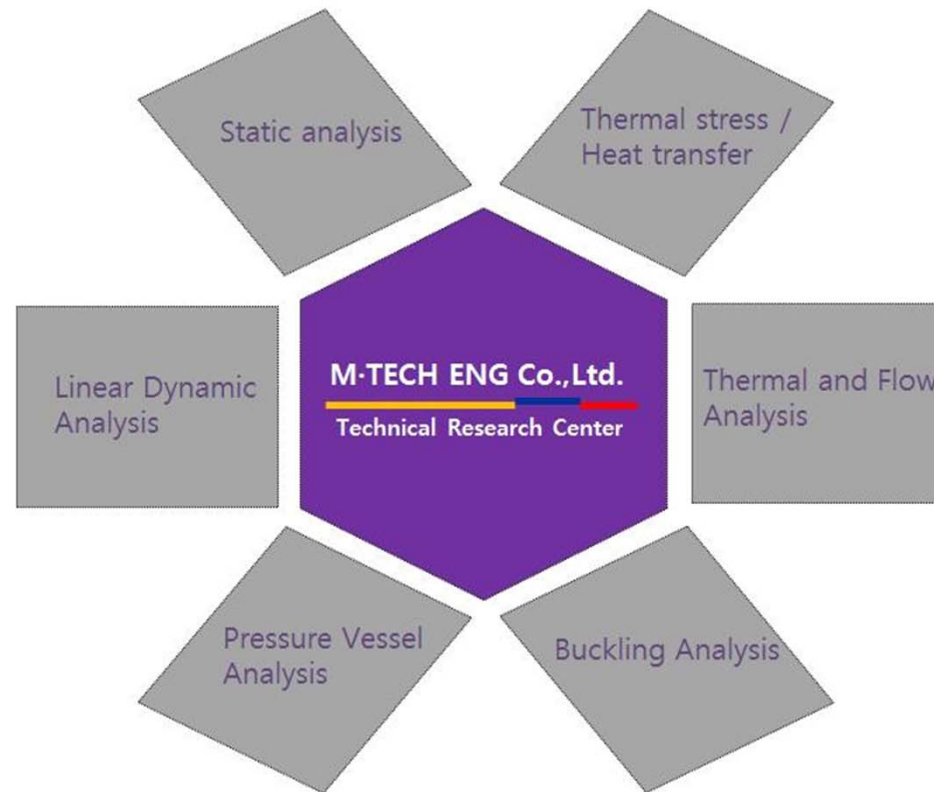 Static analysis
Thermal stress /
Heat transfer
Linear Dynamic
Analysis
M·TECH ENG Co.,Ltd.
Technical Research Center
Thermal and Flow
Analysis
Pressure Vessel
Analysis
Buckling Analysis